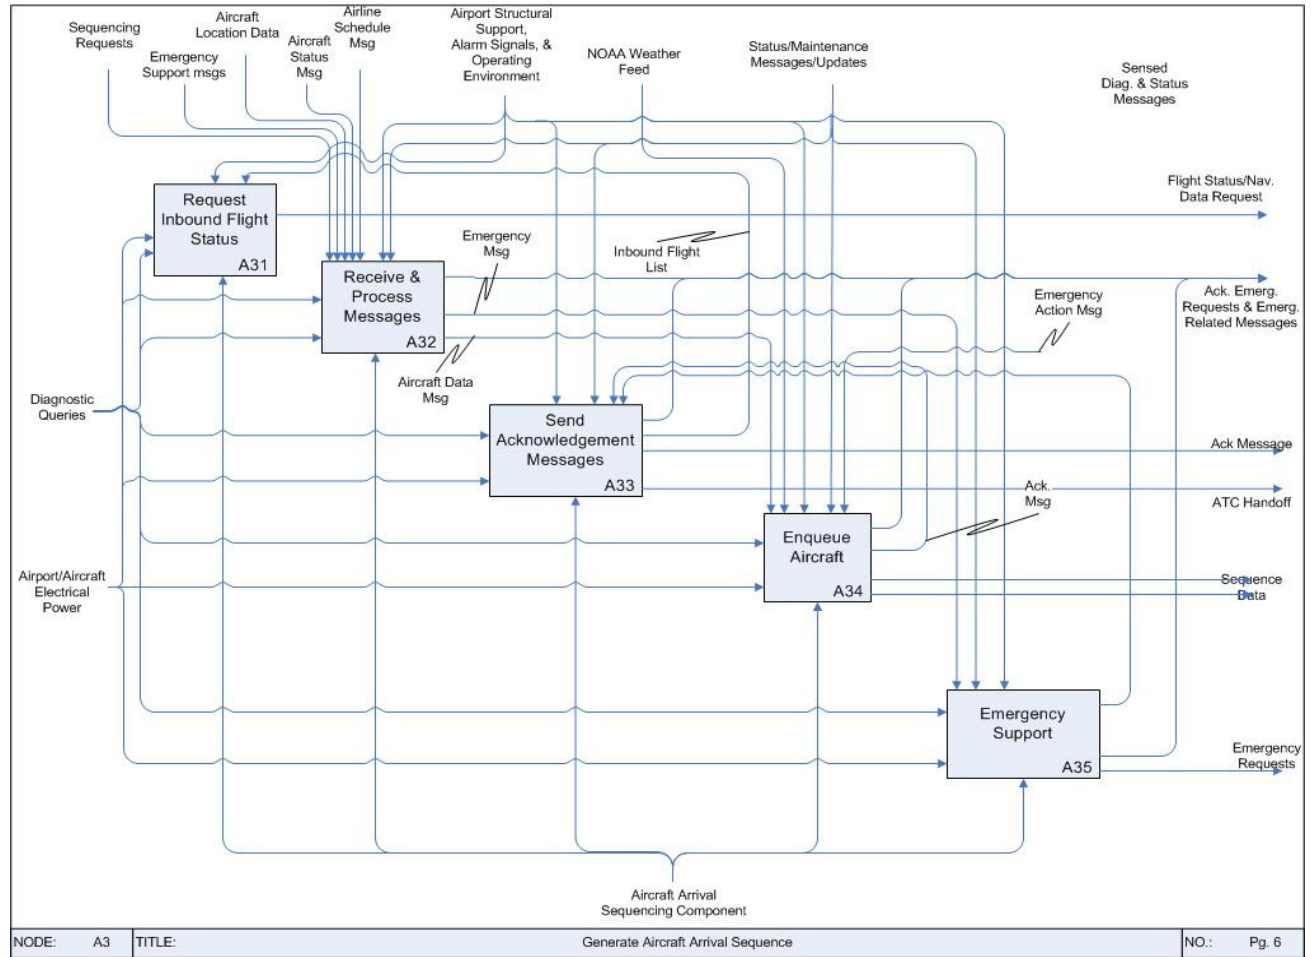 Sequencing
Requests
Emergency
Support msgs
Aircraft
Location Data
Aircraft
Status
Msg
Airline
Schedule
Msg
Airport Structural
Support,
Alarm Signals, &
Operating
Environment
NOAA Weather
Feed
Status/Maintenance
Messages/Updates
Sensed
Diag. & Status
Messages
Request
Inbound Flight
Status
A31
Flight Status/Nav.
Data Request
Receive &
Process
Messages
A32
Emergency
Msg
Inbound Flight
List
Emergency
Action Msg
Ack. Emerg.
Requests & Emerg.
Related Messages
Aircraft Data
Msg
Diagnostic
Queries
Send
Acknowledgement
Messages
A33
Ack Message
Ack.
Msg
ATC Handoff
Enqueue
Aircraft
A34
Airport/Aircraft
Electrical
Power
Sequence
Data
Emergency
Support
A35
Emergency
Requests
Aircraft Arrival
Sequencing Component
NODE: A3 TITLE: Generate Aircraft Arrival Sequence NO.: Pg. 6